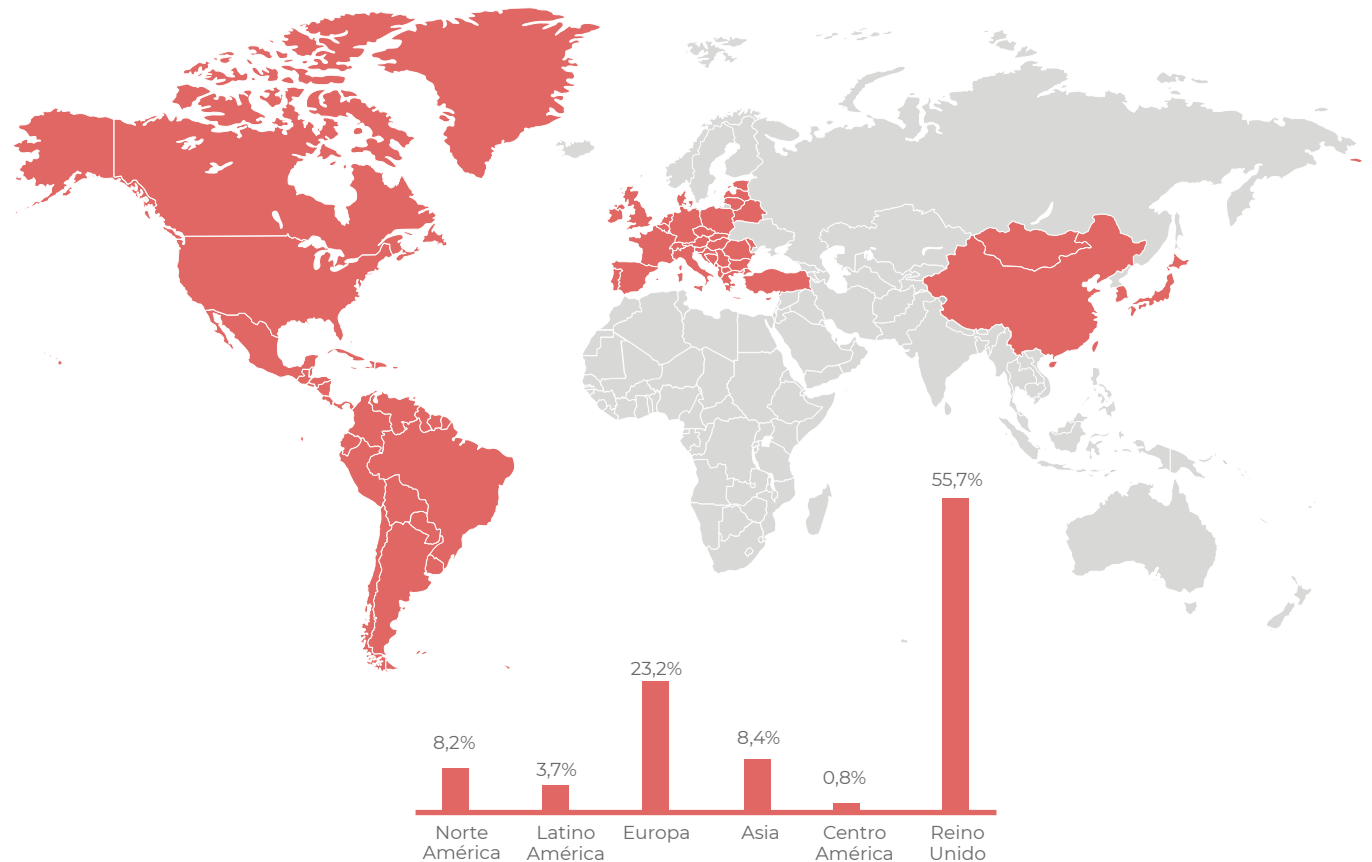 55,7%
23,2%
8,2%
3,7%
8,4%
0,8%
Norte
América
Latino
América
Europa
Asia
Centro
América
Reino
Unido